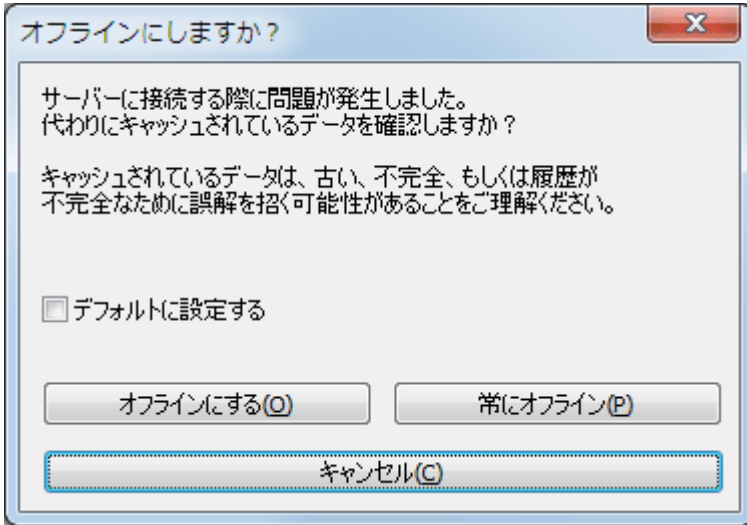 オフラインにしますか？
サーバーに接続する際に問題が発生しました。
代わりにキャッシュされているデータを確認しますか？
キャッシュされているデータは、古い、不完全、もしくは履歴が
不完全なために誤解を招く可能性があることをご理解ください。
デフォルトに設定する
オフラインにする(O)
常にオフライン(P)
キャンセル(C)